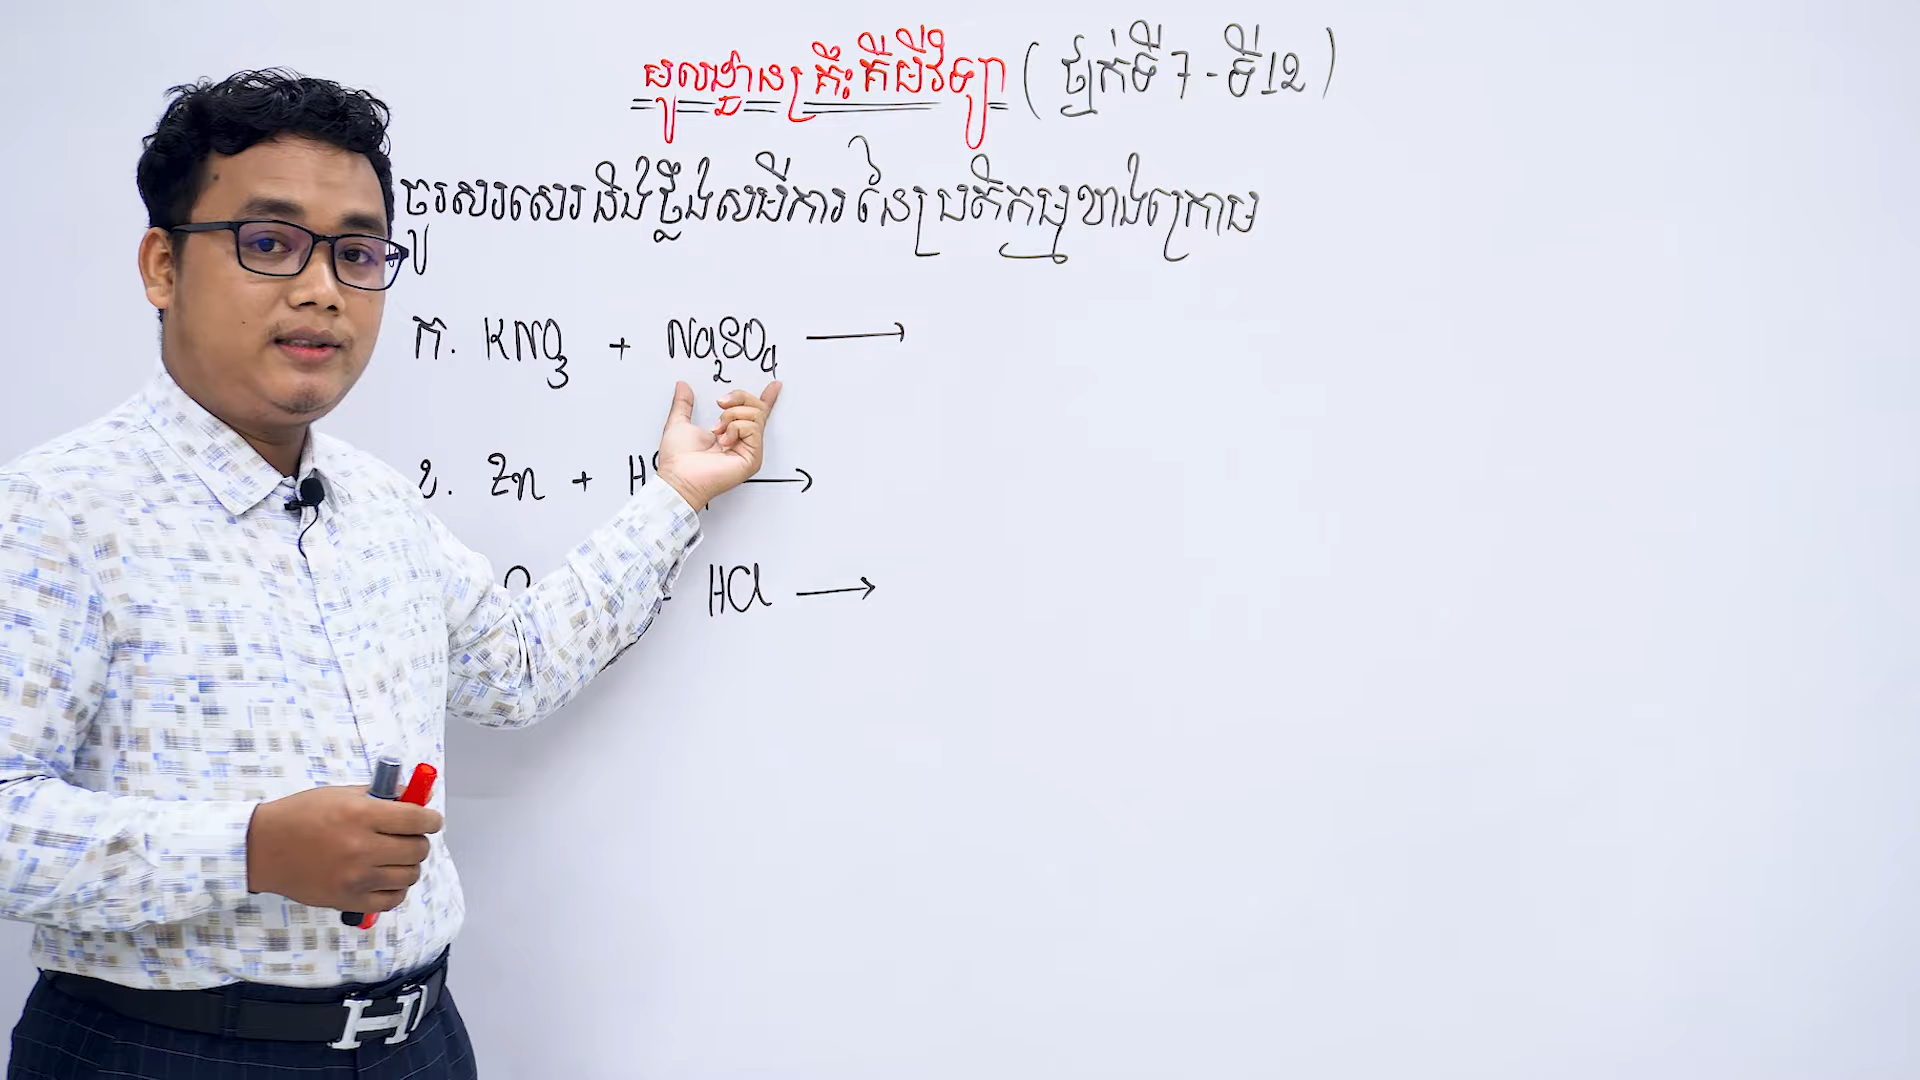 មូលដ្ឋានគ្រឹះគីមីវិទ្យា ( ថ្នាក់ទី 7 - ទី 12 )
ចូរសរសេរនិងថ្លឹងសមីការ នៃប្រតិកម្មខាងក្រោម
ក. KNO3 + Na2SO4 →
ខ. Zn + H →
HCl →